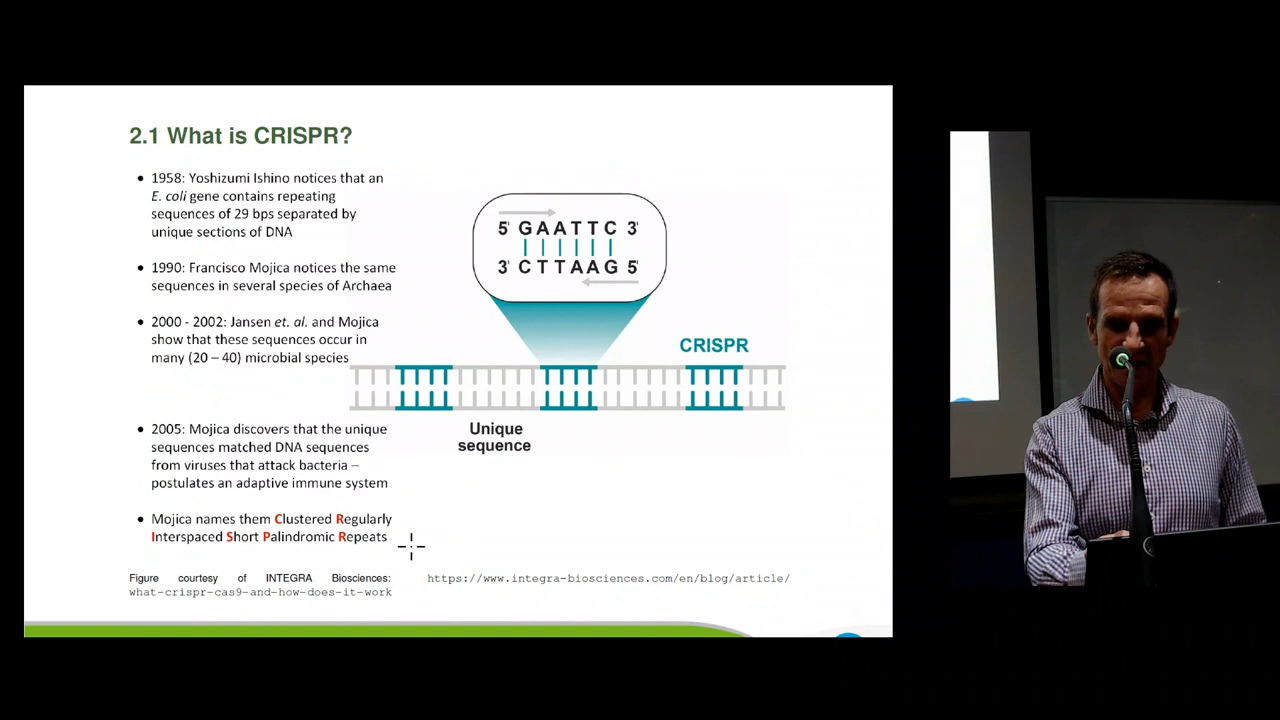 2.1 What is CRISPR?
• 1958: Yoshizumi Ishino notices that an
E. coli gene contains repeating
sequences of 29 bps separated by
unique sections of DNA
• 1990: Francisco Mojica notices the same
sequences in several species of Archaea
• 2000 - 2002: Jansen et. al. and Mojica
show that these sequences occur in
many (20 – 40) microbial species
• 2005: Mojica discovers that the unique
sequences matched DNA sequences
from viruses that attack bacteria –
postulates an adaptive immune system
• Mojica names them Clustered Regularly
Interspaced Short Palindromic Repeats
5' GAATTC 3'
3' CTTAAG 5'
CRISPR
Unique
sequence
Figure courtesy of INTEGRA Biosciences: https://www.integra-biosciences.com/en/blog/article/
what-crispr-cas9-and-how-does-it-work